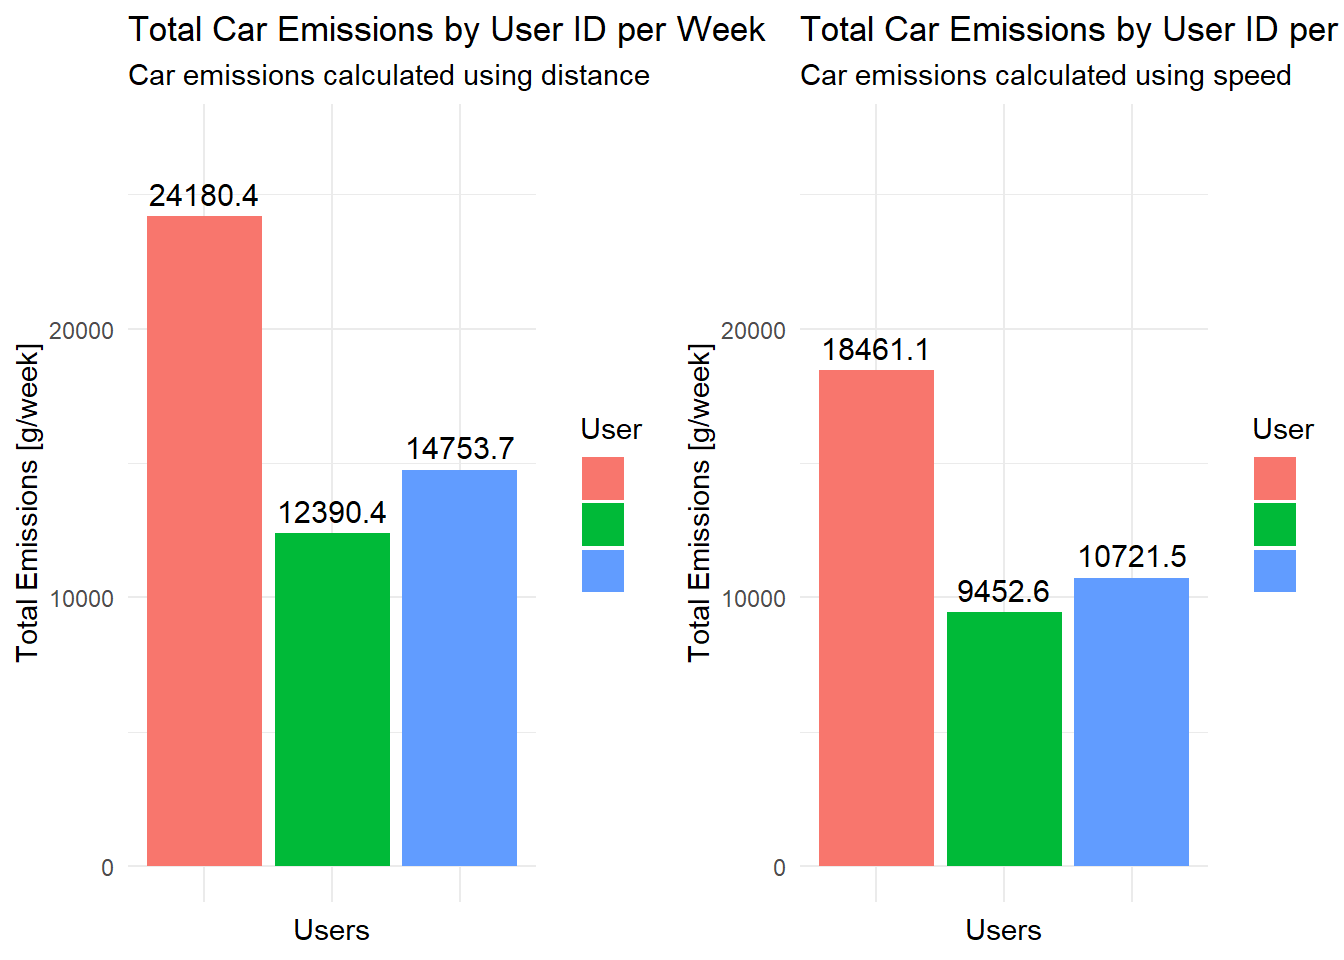 Total Car Emissions by User ID per Week
Car emissions calculated using distance
24180.4
20000
14753.7
12390.4
10000
0
Total Emissions [g/week]
Users
User
Total Car Emissions by User ID per
Car emissions calculated using speed
20000
18461.1
10721.5
10000
9452.6
0
Total Emissions [g/week]
Users
User